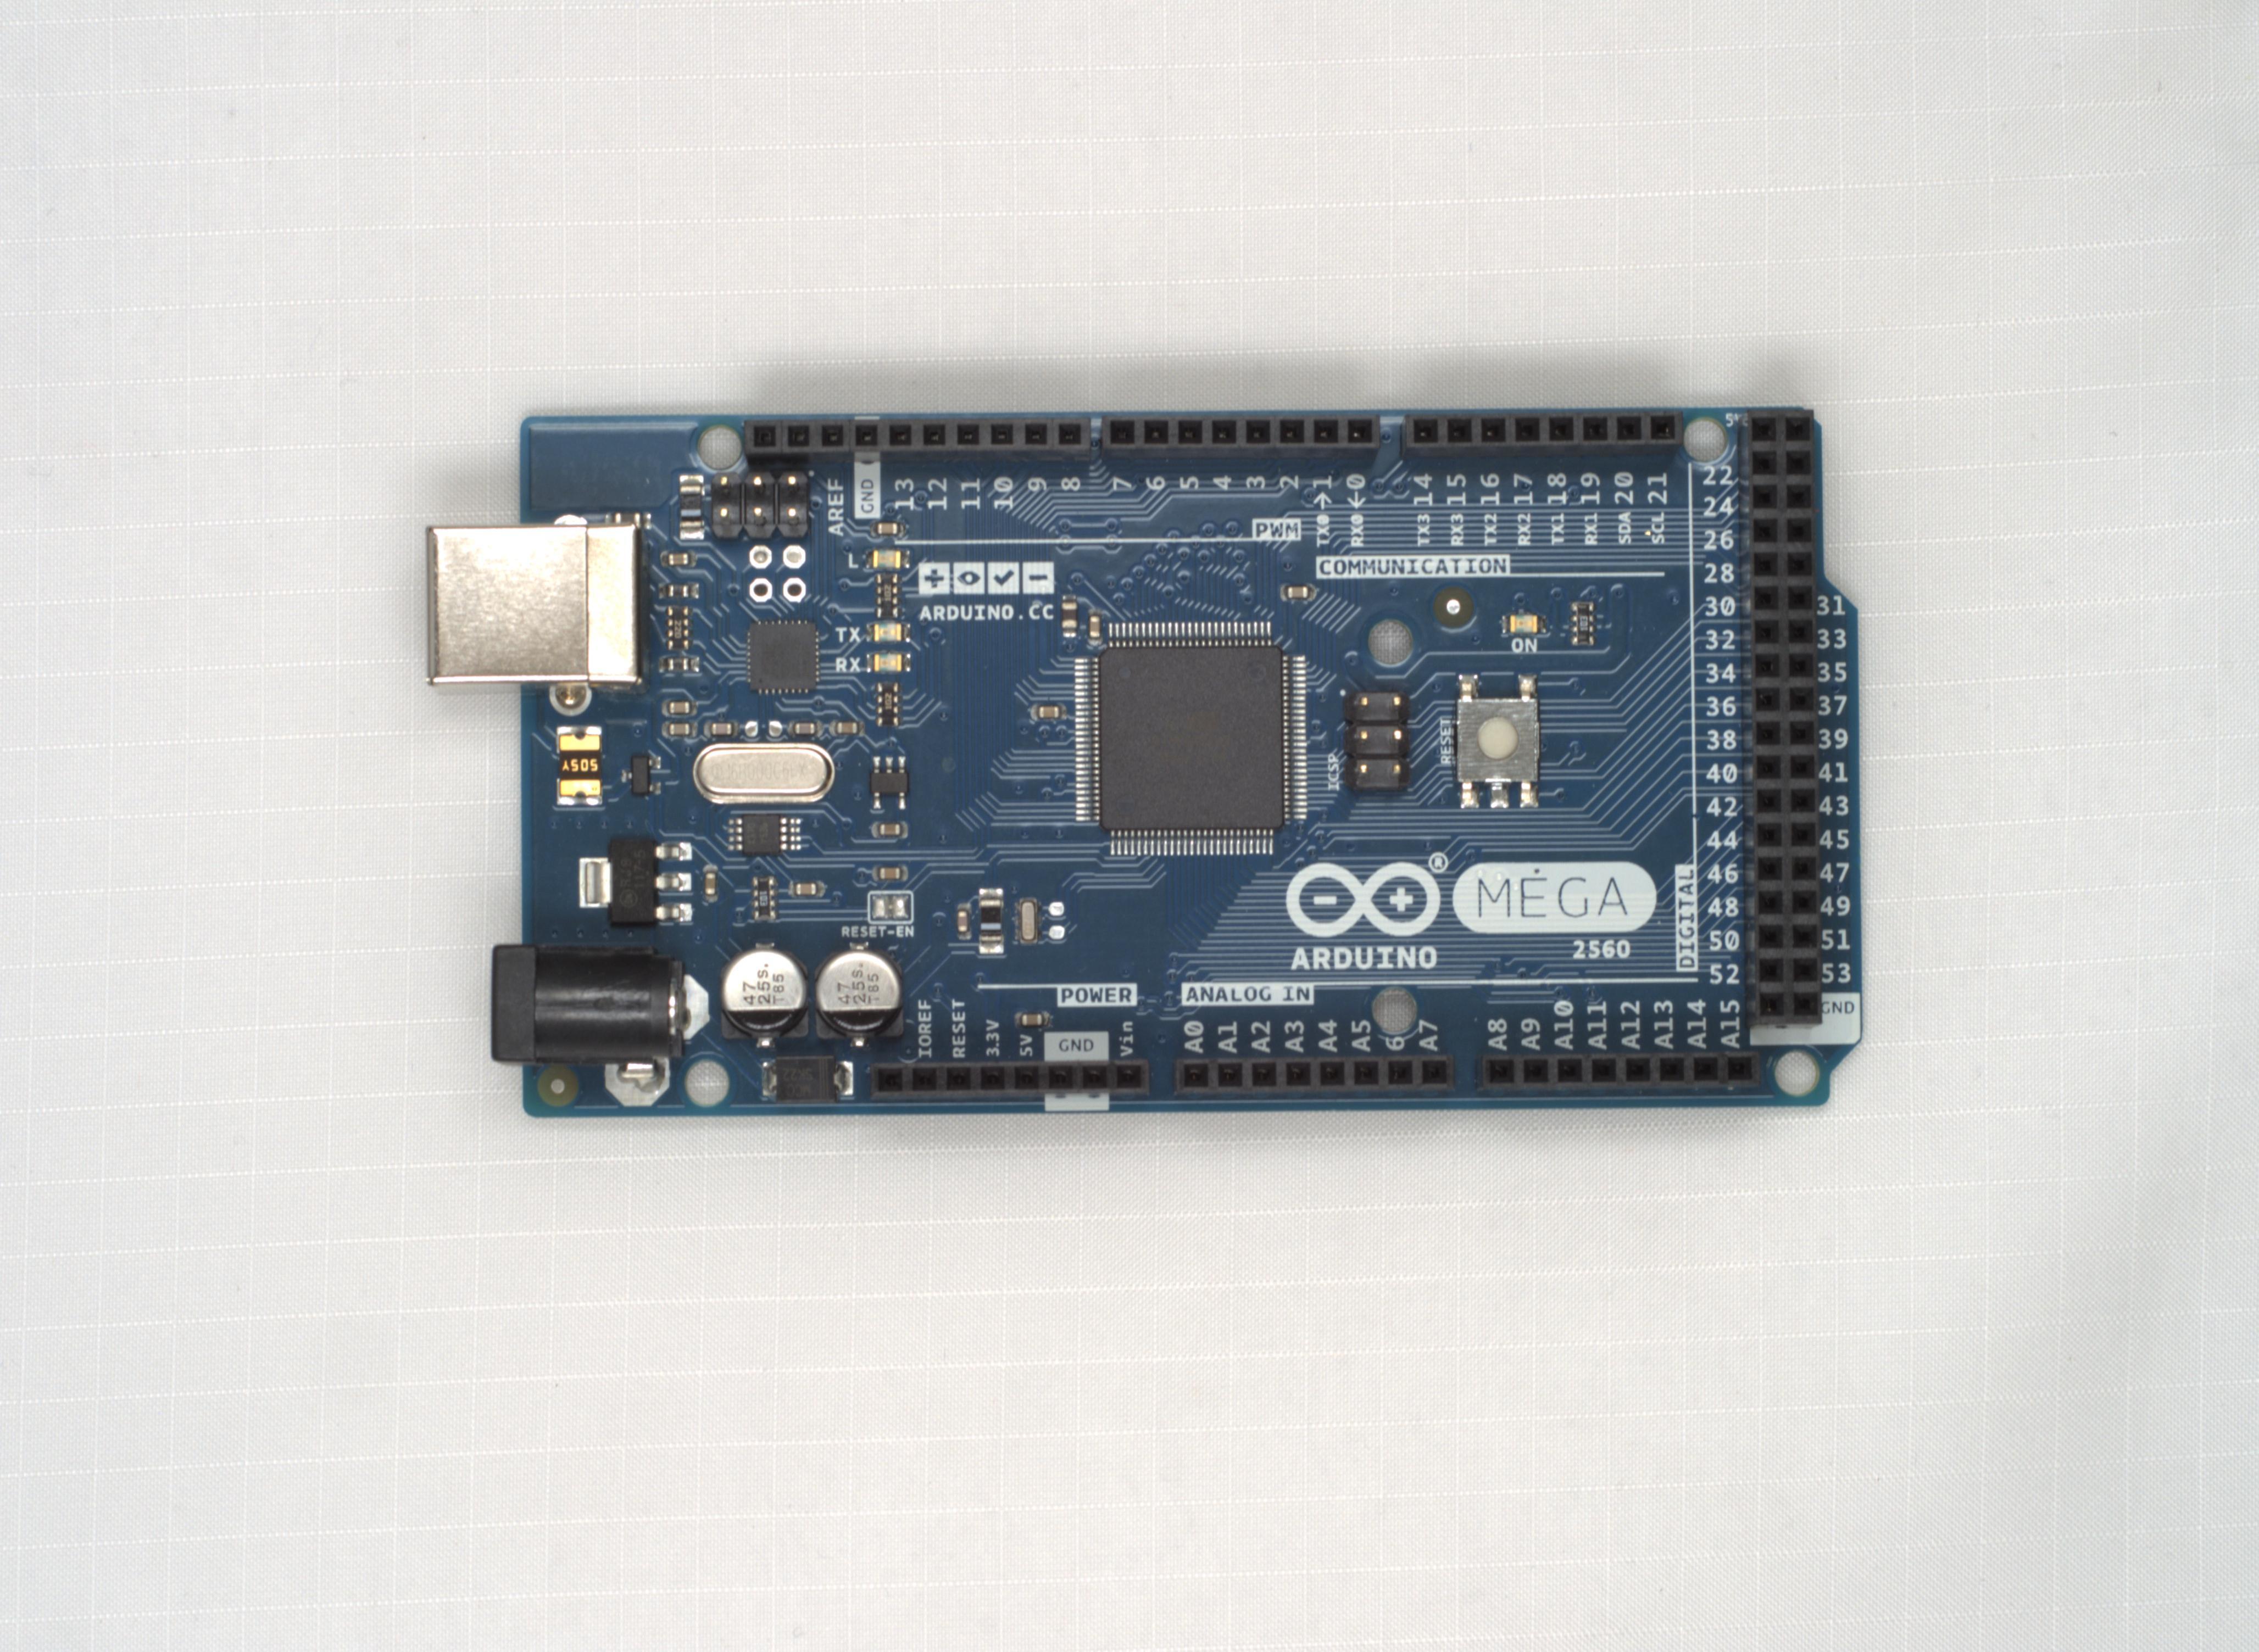 AREF
GND
13
12
11
10
9
8
7
6
5
4
3
2
TX0→1
RX0←0
TX3 14
RX3 15
TX2 16
RX2 17
TX1 18
RX1 19
SDA 20
SCL 21
PWM
COMMUNICATION
L
TX
RX
ARDUINO.CC
ON
RESET
ICSP
22
24
26
28
30 31
32 33
34 35
36 37
38 39
40 41
42 43
44 45
46 47
48 49
50 51
52 53
GND
DIGITAL
®
MEGA
2560
ARDUINO
RESET-EN
47
25s.
T85
47
25s.
T85
POWER
IOREF
RESET
3.3V
5V
GND
Vin
ANALOG IN
A0
A1
A2
A3
A4
A5
6
A7
A8
A9
A10
A11
A12
A13
A14
A15